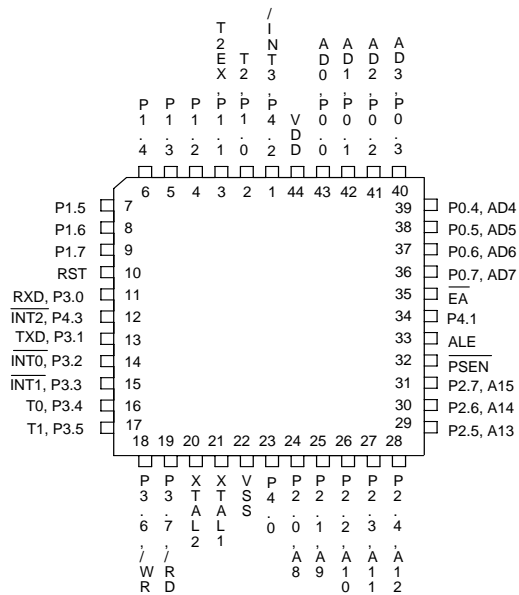 P1.4
P1.3
P1.2
T2EX,P1.1
T2,P1.0
/INT3,P4.2
VDD
AD0,P0.0
AD1,P0.1
AD2,P0.2
AD3,P0.3
6 5 4 3 2 1 44 43 42 41 40
P1.5 7
P1.6 8
P1.7 9
RST 10
RXD, P3.0 11
INT2, P4.3 12
TXD, P3.1 13
INT0, P3.2 14
INT1, P3.3 15
T0, P3.4 16
T1, P3.5 17
39 P0.4, AD4
38 P0.5, AD5
37 P0.6, AD6
36 P0.7, AD7
35 EA
34 P4.1
33 ALE
32 PSEN
31 P2.7, A15
30 P2.6, A14
29 P2.5, A13
18 19 20 21 22 23 24 25 26 27 28
P3.6,/WR
P3.7,/RD
XTAL2
XTAL1
VSS
P4.0
P2.0,A8
P2.1,A9
P2.2,A10
P2.3,A11
P2.4,A12